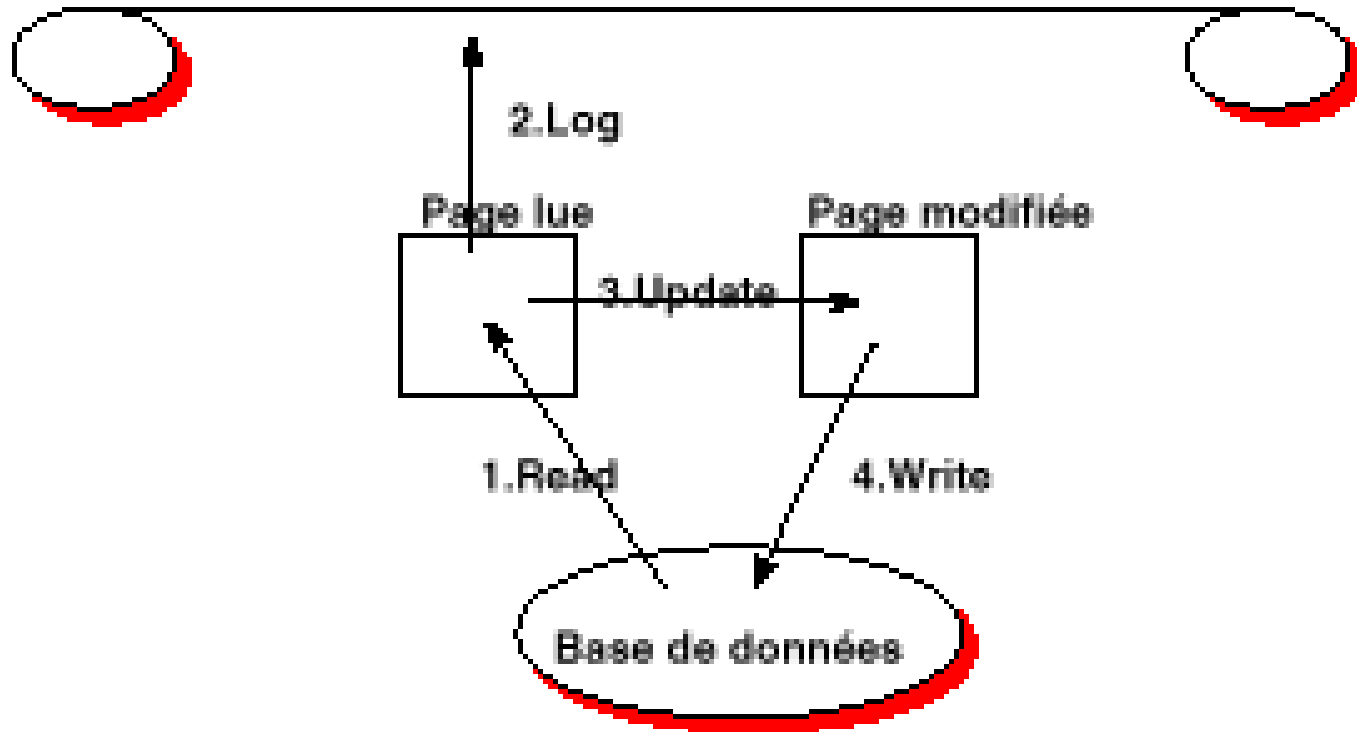 2.Log
Page lue
Page modifiée
3.Update
1.Read
4.Write
Base de données